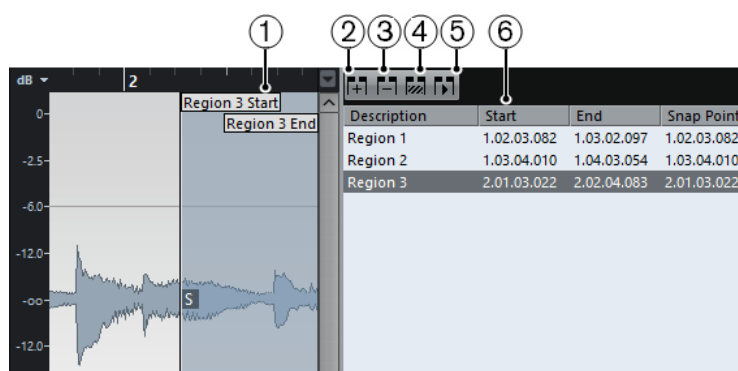 1 2 3 4 5 6
dB 2
Region 3 Start
Region 3 End
0-
-2.5-
-6.0-
-12.0-
-oo-
-12.0-
S
Description Start End Snap Point
Region 1 1.02.03.082 1.03.02.097 1.02.03.082
Region 2 1.03.04.010 1.04.03.054 1.03.04.010
Region 3 2.01.03.022 2.02.04.083 2.01.03.022